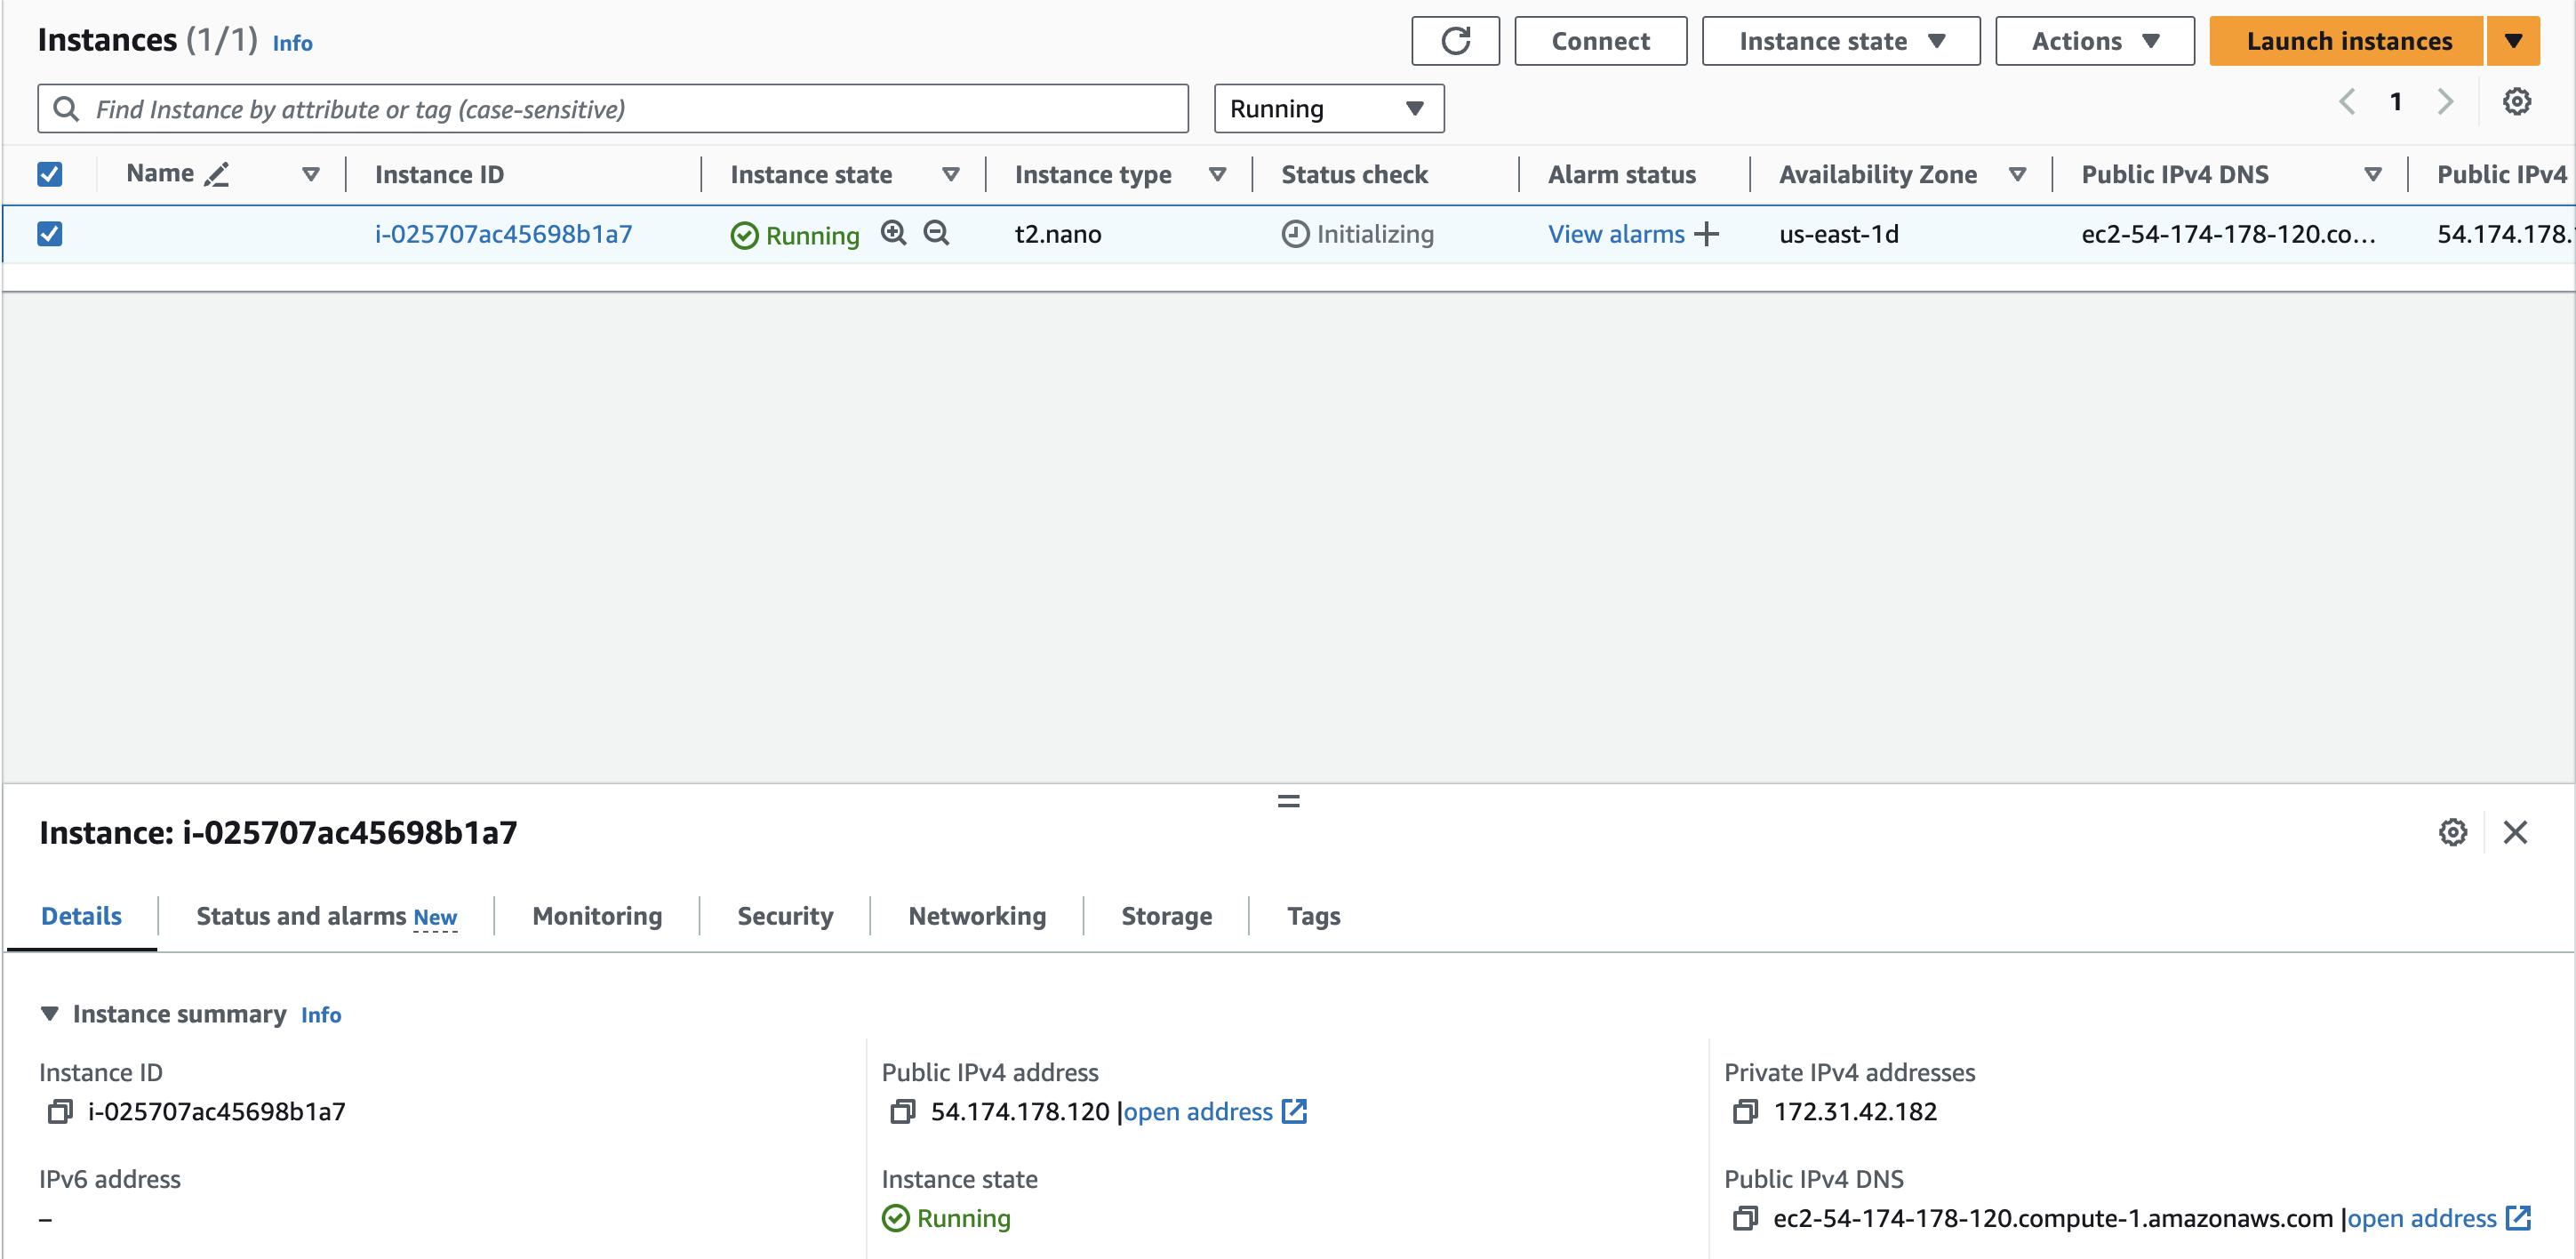 Instances (1/1) Info Connect Instance state Actions Launch instances
Find Instance by attribute or tag (case-sensitive) Running 1
Name Instance ID Instance state Instance type Status check Alarm status Availability Zone Public IPv4 DNS Public IPv4
i-025707ac45698b1a7 Running t2.nano Initializing View alarms us-east-1d ec2-54-174-178-120.co... 54.174.178.
Instance: i-025707ac45698b1a7
Details Status and alarms New Monitoring Security Networking Storage Tags
Instance summary Info
Instance ID Public IPv4 address Private IPv4 addresses
i-025707ac45698b1a7 54.174.178.120 |open address 172.31.42.182
IPv6 address Instance state Public IPv4 DNS
– Running ec2-54-174-178-120.compute-1.amazonaws.com |open address